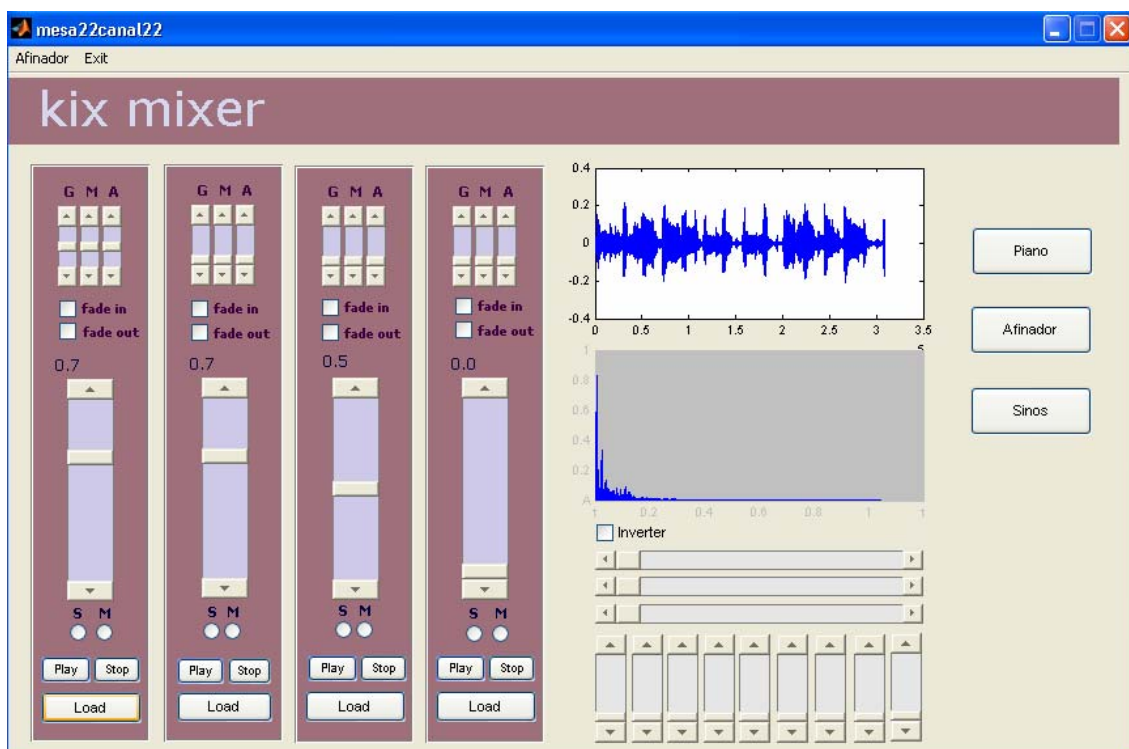 mesa22canal22
Afinador Exit
kix mixer
G M A
fade in
fade out
0.7
S M
Play Stop
Load
G M A
fade in
fade out
0.7
S M
Play Stop
Load
G M A
fade in
fade out
0.5
S M
Play Stop
Load
G M A
fade in
fade out
0.0
S M
Play Stop
Load
0.4
0.2
0
-0.2
-0.4
0 0.5 1 1.5 2 2.5 3 3.5
1
0.8
0.6
0.4
0.2
0.2 0.4 0.6 0.8 1
Inverter
Piano
Afinador
Sinos